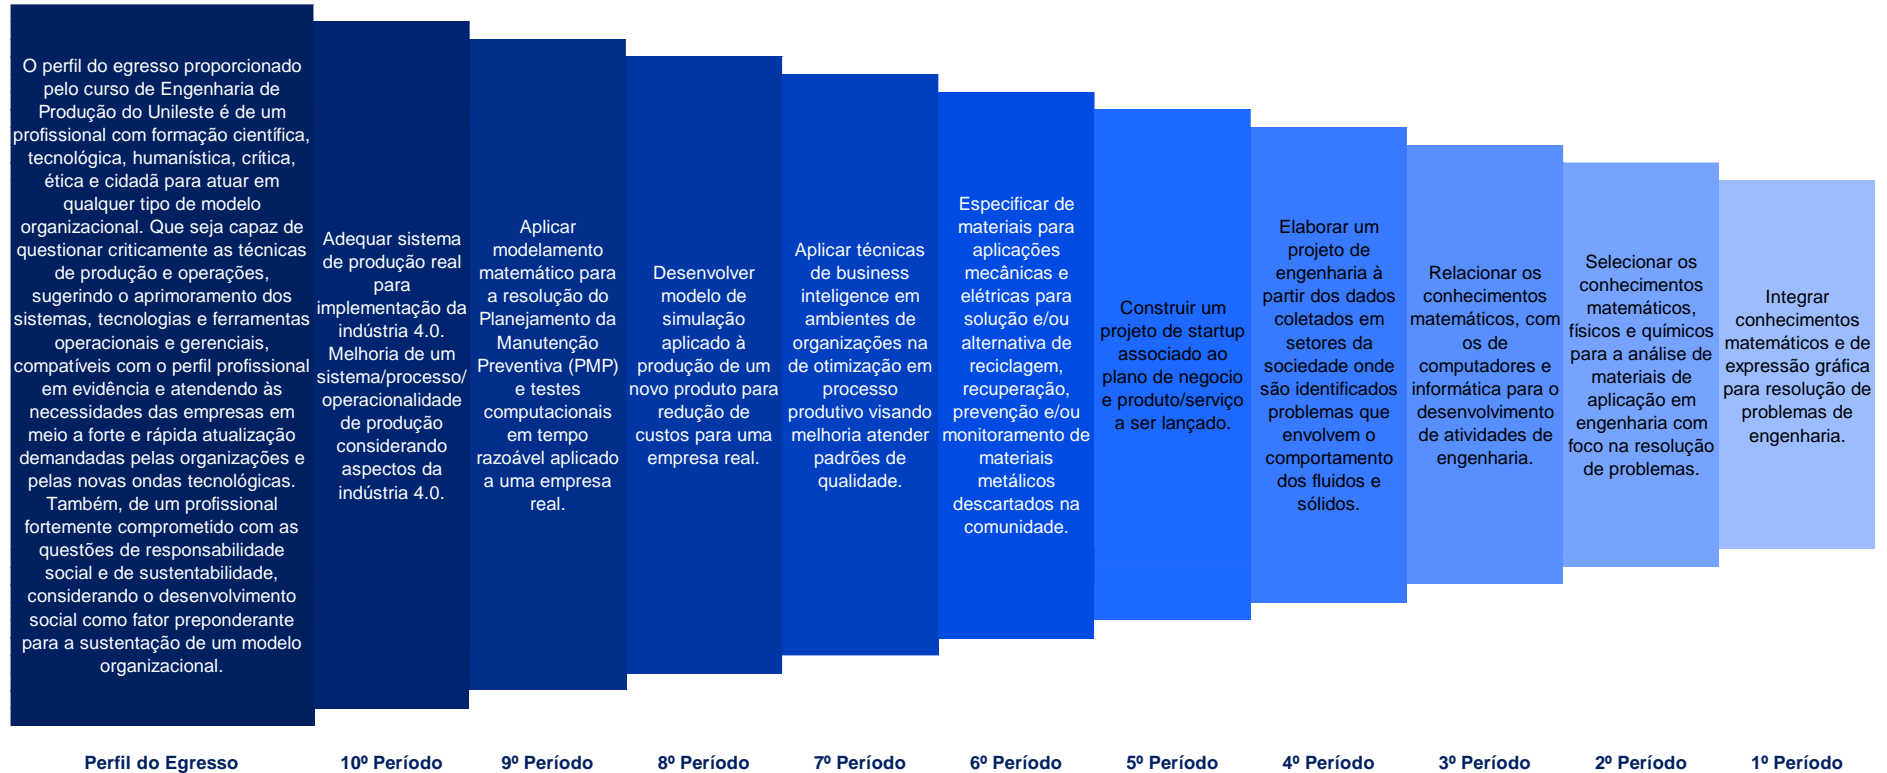 O perfil do egresso proporcionado
pelo curso de Engenharia de
Produção do Unileste é de um
profissional com formação científica,
tecnológica, humanística, crítica,
ética e cidadã para atuar em
qualquer tipo de modelo
organizacional. Que seja capaz de
questionar criticamente as técnicas
de produção e operações,
sugerindo o aprimoramento dos
sistemas, tecnologias e ferramentas
operacionais e gerenciais,
compatíveis com o perfil profissional
em evidência e atendendo às
necessidades das empresas em
meio a forte e rápida atualização
demandadas pelas organizações e
pelas novas ondas tecnológicas.
Também, de um profissional
fortemente comprometido com as
questões de responsabilidade
social e de sustentabilidade,
considerando o desenvolvimento
social como fator preponderante
para a sustentação de um modelo
organizacional.
Adequar sistema
de produção real
para
implementação da
indústria 4.0.
Melhoria de um
sistema/processo/
operacionalidade
de produção
considerando
aspectos da
indústria 4.0.
Aplicar
modelamento
matemático para
a resolução do
Planejamento da
Manutenção
Preventiva (PMP)
e testes
computacionais
em tempo
razoável aplicado
a uma empresa
real.
Desenvolver
modelo de
simulação
aplicado à
produção de um
novo produto para
redução de
custos para uma
empresa real.
Aplicar técnicas
de business
inteligence em
ambientes de
organizações na
de otimização em
processo
produtivo visando
melhoria atender
padrões de
qualidade.
Especificar de
materiais para
aplicações
mecânicas e
elétricas para
solução e/ou
alternativa de
reciclagem,
recuperação,
prevenção e/ou
monitoramento de
materiais
metálicos
descartados na
comunidade.
Construir um
projeto de startup
associado ao
plano de negocio
e produto/serviço
a ser lançado.
Elaborar um
projeto de
engenharia à
partir dos dados
coletados em
setores da
sociedade onde
são identificados
problemas que
envolvem o
comportamento
dos fluidos e
sólidos.
Relacionar os
conhecimentos
matemáticos, com
os de
computadores e
informática para o
desenvolvimento
de atividades de
engenharia.
Selecionar os
conhecimentos
matemáticos,
físicos e químicos
para a análise de
materiais de
aplicação em
engenharia com
foco na resolução
de problemas.
Integrar
conhecimentos
matemáticos e de
expressão gráfica
para resolução de
problemas de
engenharia.
Perfil do Egresso 10º Período 9º Período 8º Período 7º Período 6º Período 5º Período 4º Período 3º Período 2º Período 1º Período